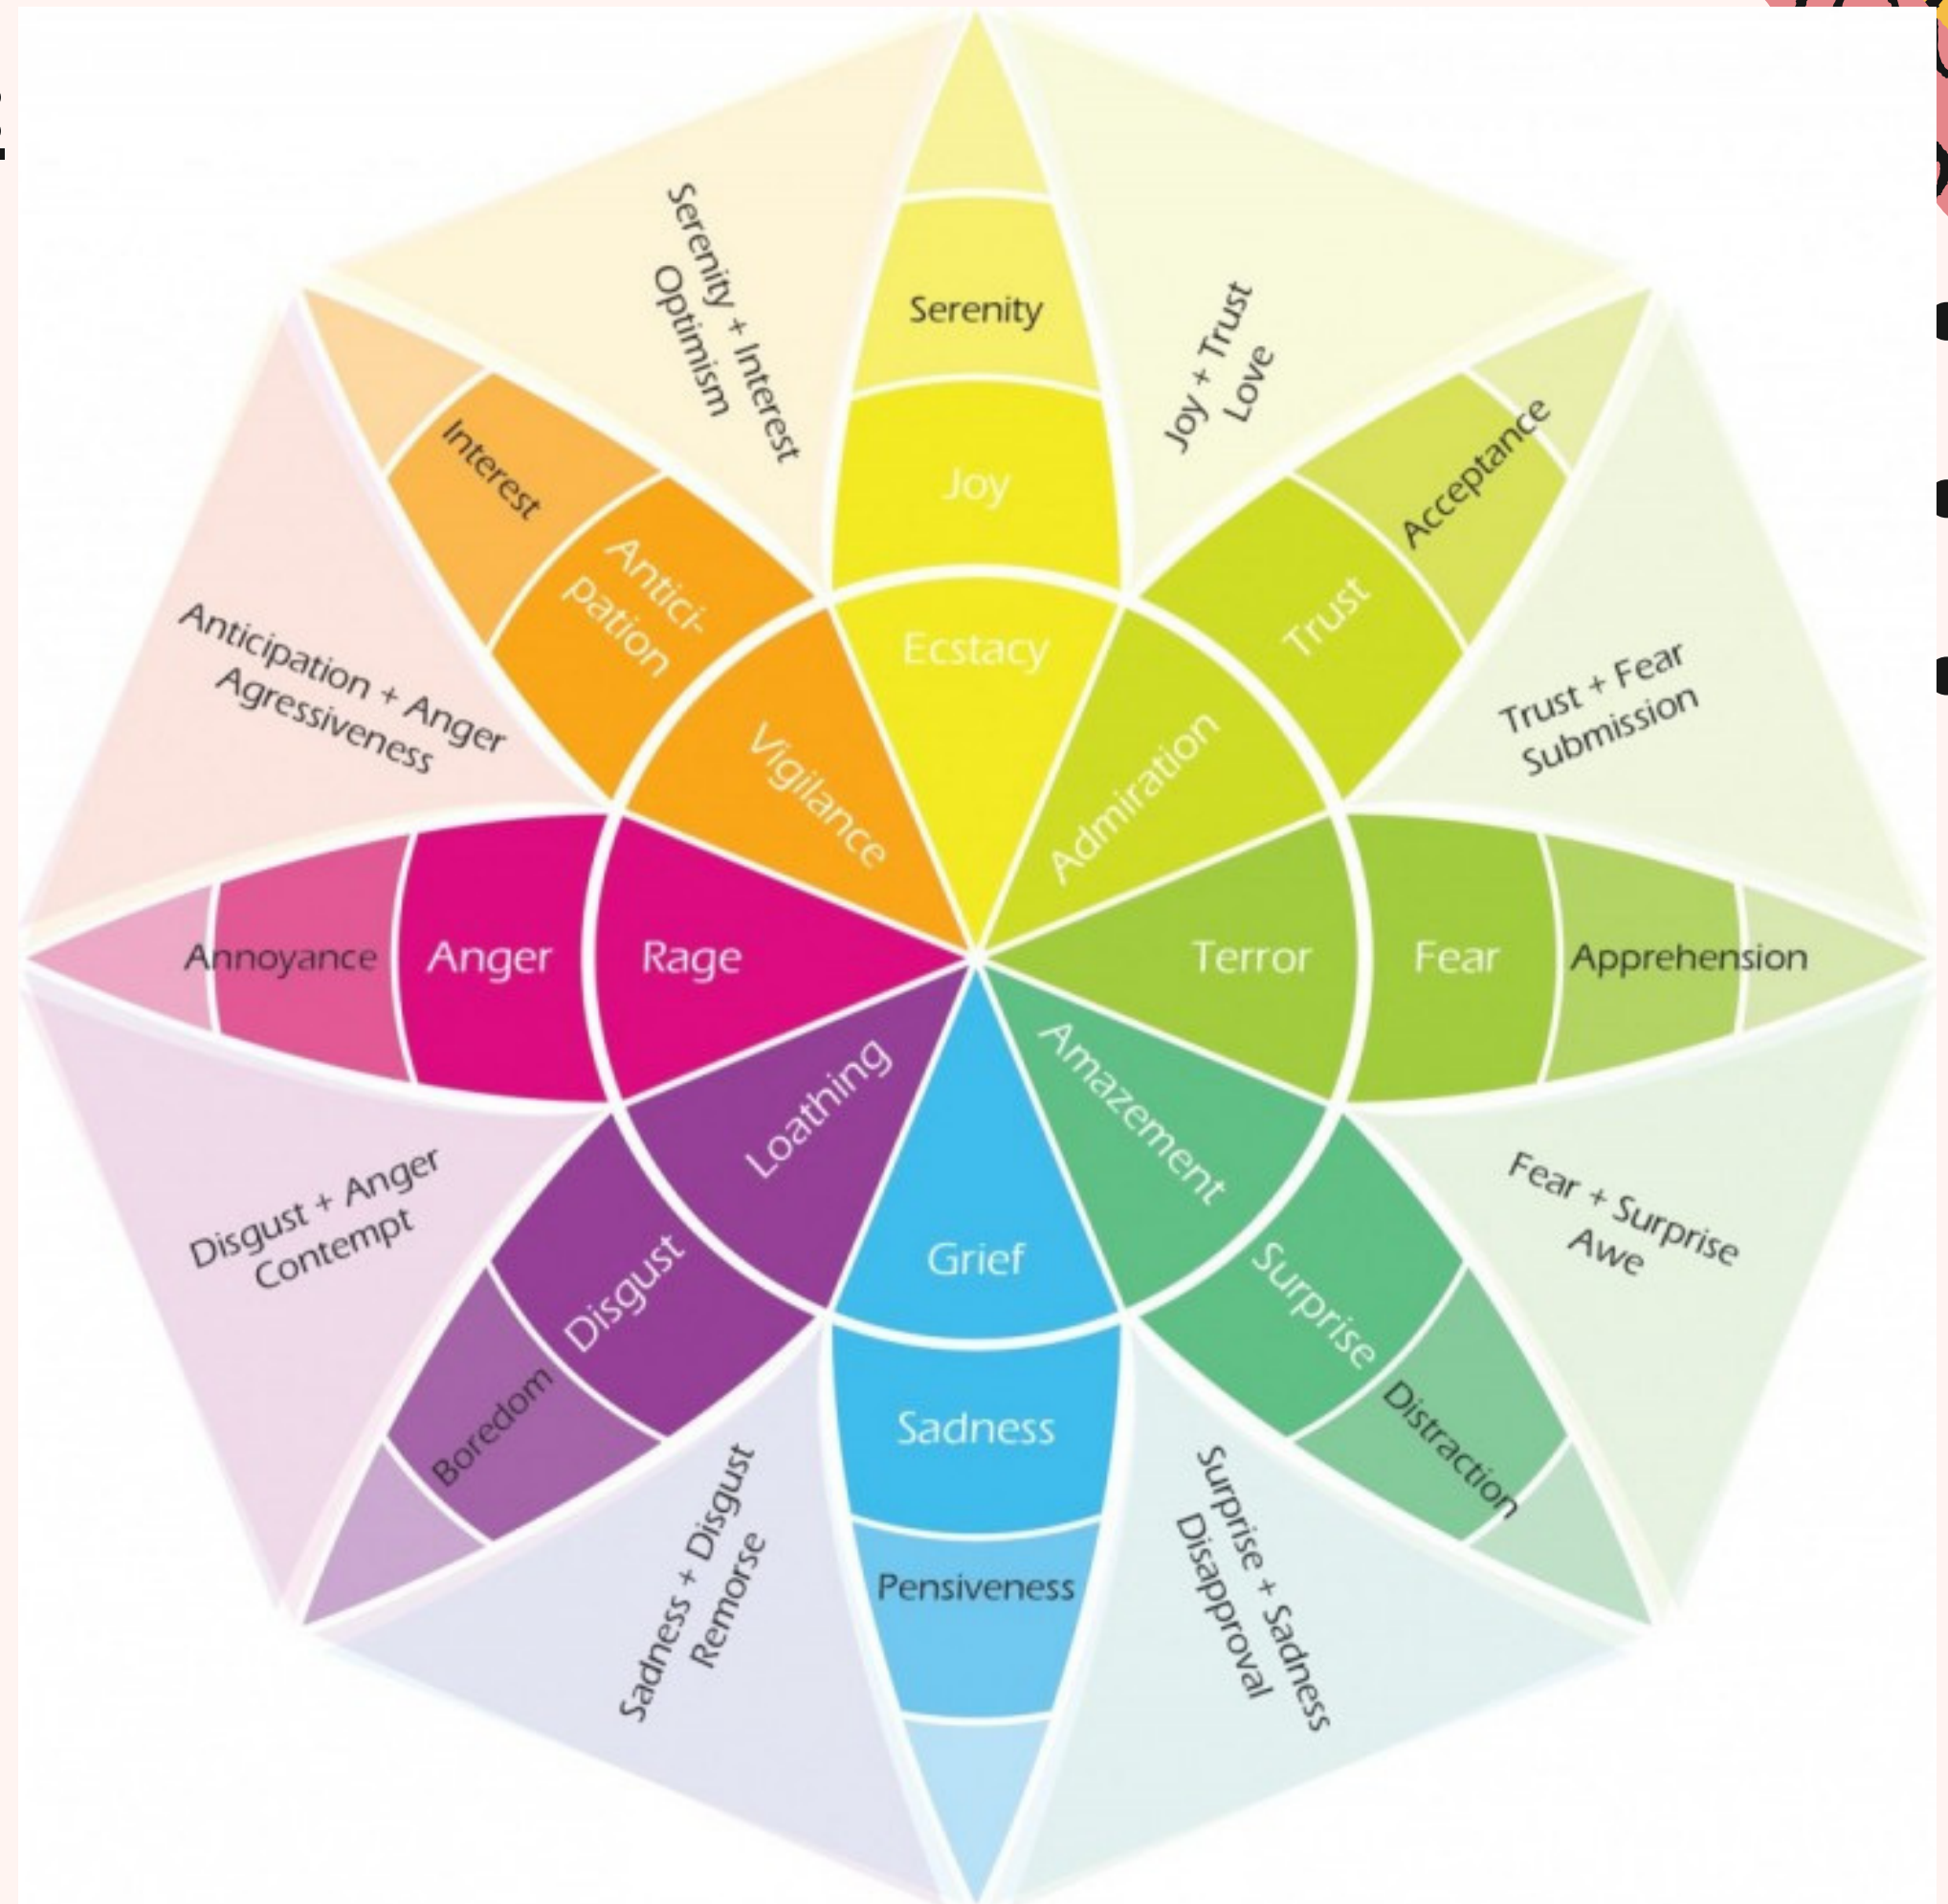 Serenity + Interest
Optimism
Serenity
Joy + Trust
Love
Interest
Joy
Acceptance
Antici-
pation
Trust
Ecstacy
Anticipation + Anger
Agressiveness
Vigilance
Admiration
Trust + Fear
Submission
Annoyance
Anger
Rage
Terror
Fear
Apprehension
Loathing
Amazement
Disgust + Anger
Contempt
Disgust
Grief
Surprise
Fear + Surprise
Awe
Boredom
Sadness
Distraction
Sadness + Disgust
Remorse
Pensiveness
Surprise + Sadness
Disapproval